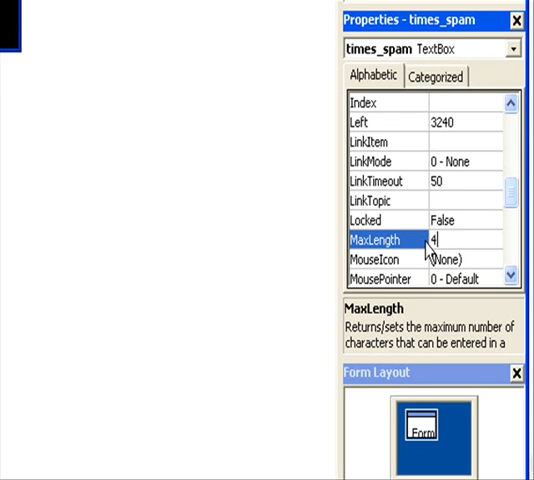 Properties - times_spam
times_spam TextBox
Alphabetic Categorized
Index
Left 3240
LinkItem
LinkMode 0 - None
LinkTimeout 50
LinkTopic
Locked False
MaxLength 4
MouseIcon (None)
MousePointer 0 - Default
MaxLength
Returns/sets the maximum number of
characters that can be entered in a
Form Layout
Form